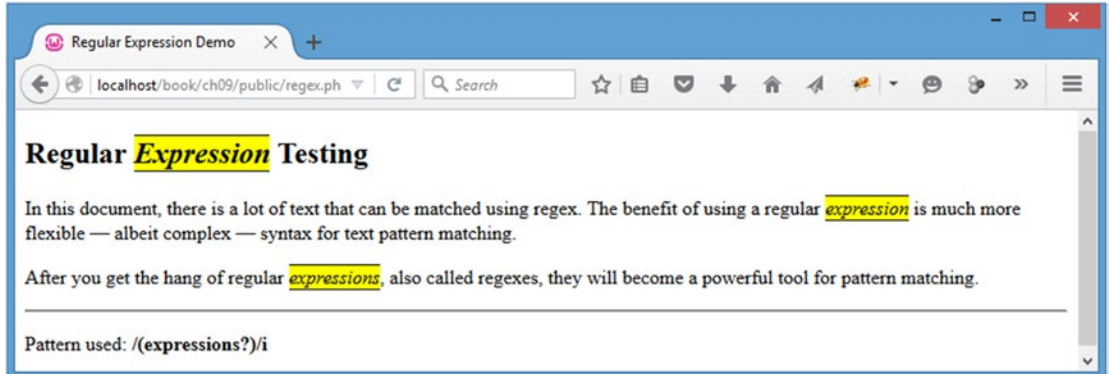 Regular Expression Demo
localhost/book/ch09/public/regex.ph
Search
Regular Expression Testing
In this document, there is a lot of text that can be matched using regex. The benefit of using a regular expression is much more
flexible — albeit complex — syntax for text pattern matching.
After you get the hang of regular expressions, also called regexes, they will become a powerful tool for pattern matching.
Pattern used: /(expressions?)/i